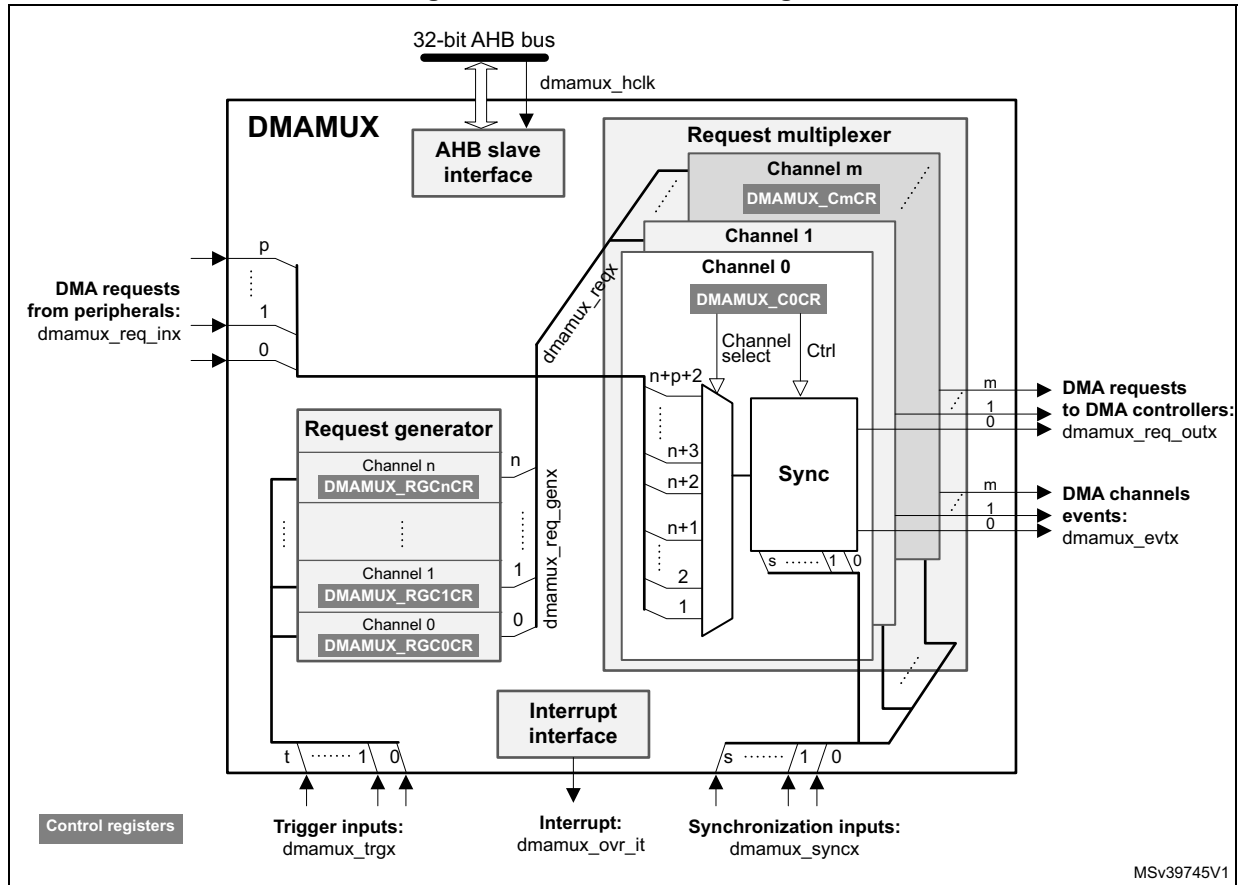 32-bit AHB bus
dmamux_hclk
DMAMUX
AHB slave
interface
Request multiplexer
Channel m
DMAMUX_CmCR
Channel 1
Channel 0
DMAMUX_C0CR
Channel
select
Ctrl
p
DMA requests
from peripherals:
dmamux_req_inx
1
0
dmamux_reqx
n+p+2
n+3
n+2
n+1
2
1
Sync
s 1 0
m
1
0
DMA requests
to DMA controllers:
dmamux_req_outx
m
1
0
DMA channels
events:
dmamux_evtx
Request generator
Channel n
DMAMUX_RGCnCR
Channel 1
DMAMUX_RGC1CR
Channel 0
DMAMUX_RGC0CR
n
1
0
dmamux_req_genx
Interrupt
interface
t 1 0
s 1 0
Control registers
Trigger inputs:
dmamux_trgx
Interrupt:
dmamux_ovr_it
Synchronization inputs:
dmamux_syncx
MSv39745V1